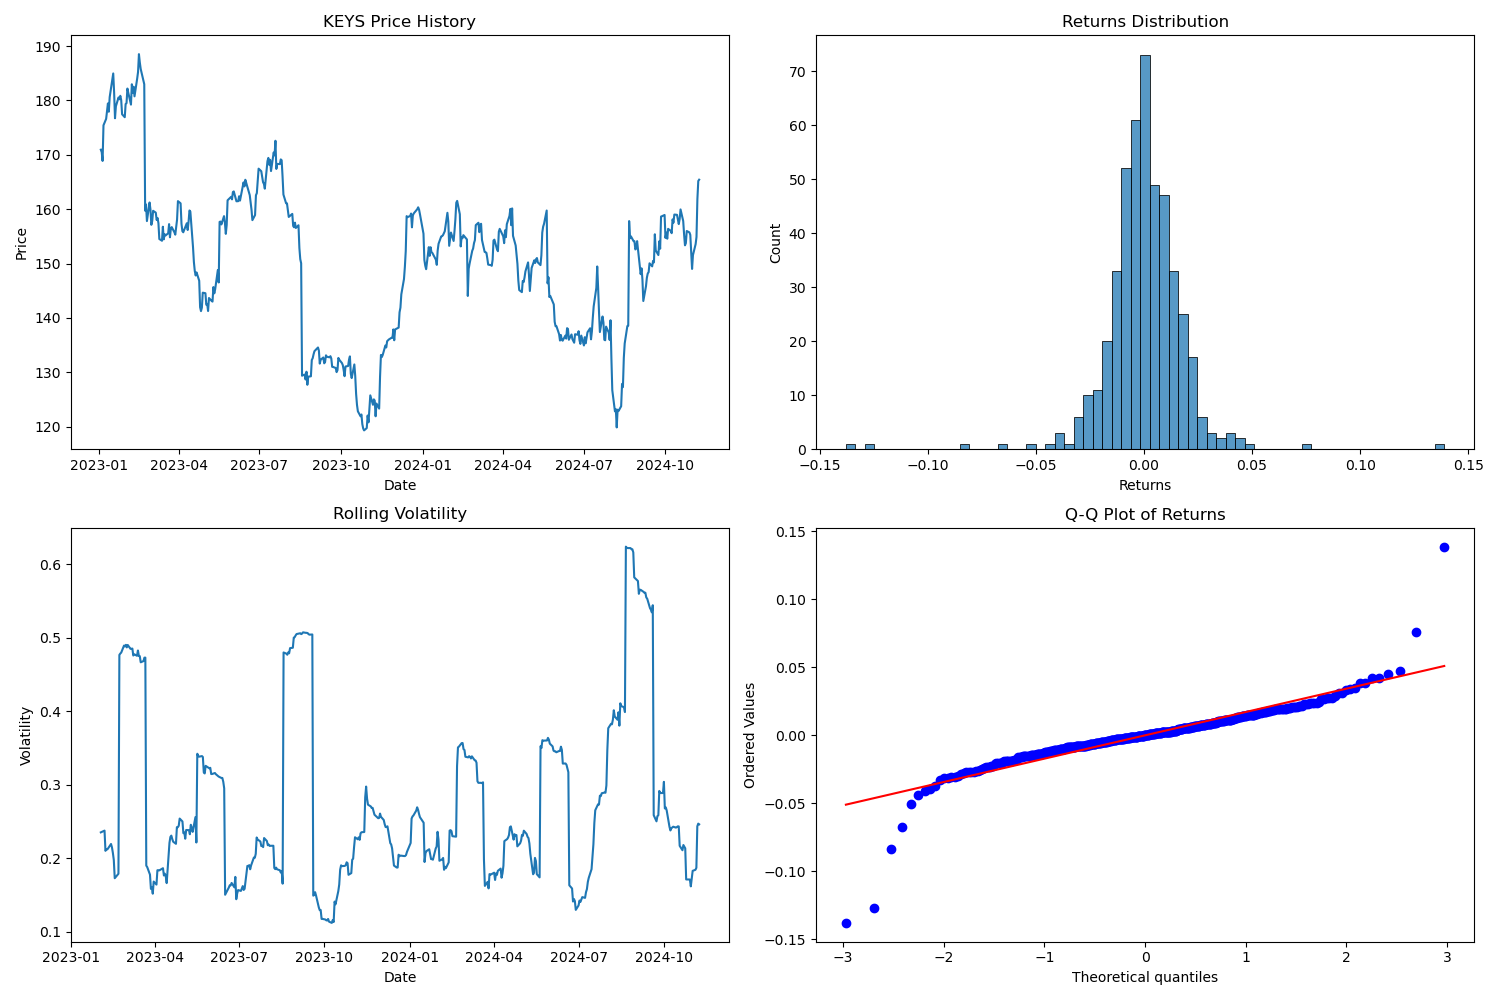 KEYS Price History
190
180
170
160
150
140
130
120
Price
2023-01 2023-04 2023-07 2023-10 2024-01 2024-04 2024-07 2024-10
Date
Returns Distribution
70
60
50
40
30
20
10
0
Count
−0.15 −0.10 −0.05 0.00 0.05 0.10 0.15
Returns
Rolling Volatility
0.6
0.5
0.4
0.3
0.2
0.1
Volatility
2023-01 2023-04 2023-07 2023-10 2024-01 2024-04 2024-07 2024-10
Date
Q-Q Plot of Returns
0.15
0.10
0.05
0.00
−0.05
−0.10
−0.15
Ordered Values
−3 −2 −1 0 1 2 3
Theoretical quantiles